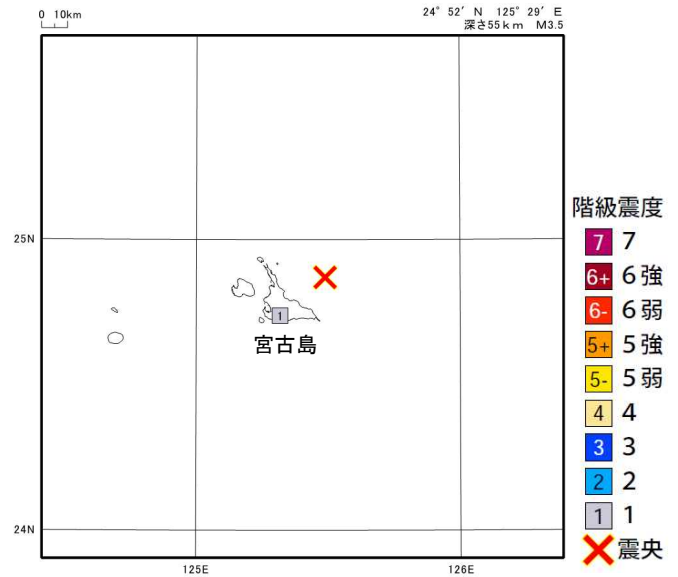 0 10km
24° 52′ N 125° 29′ E
深さ55km M3.5
25N
24N
125E
126E
1
宮古島
階級震度
7 7
6+ 6強
6- 6弱
5+ 5強
5- 5弱
4 4
3 3
2 2
1 1
震央